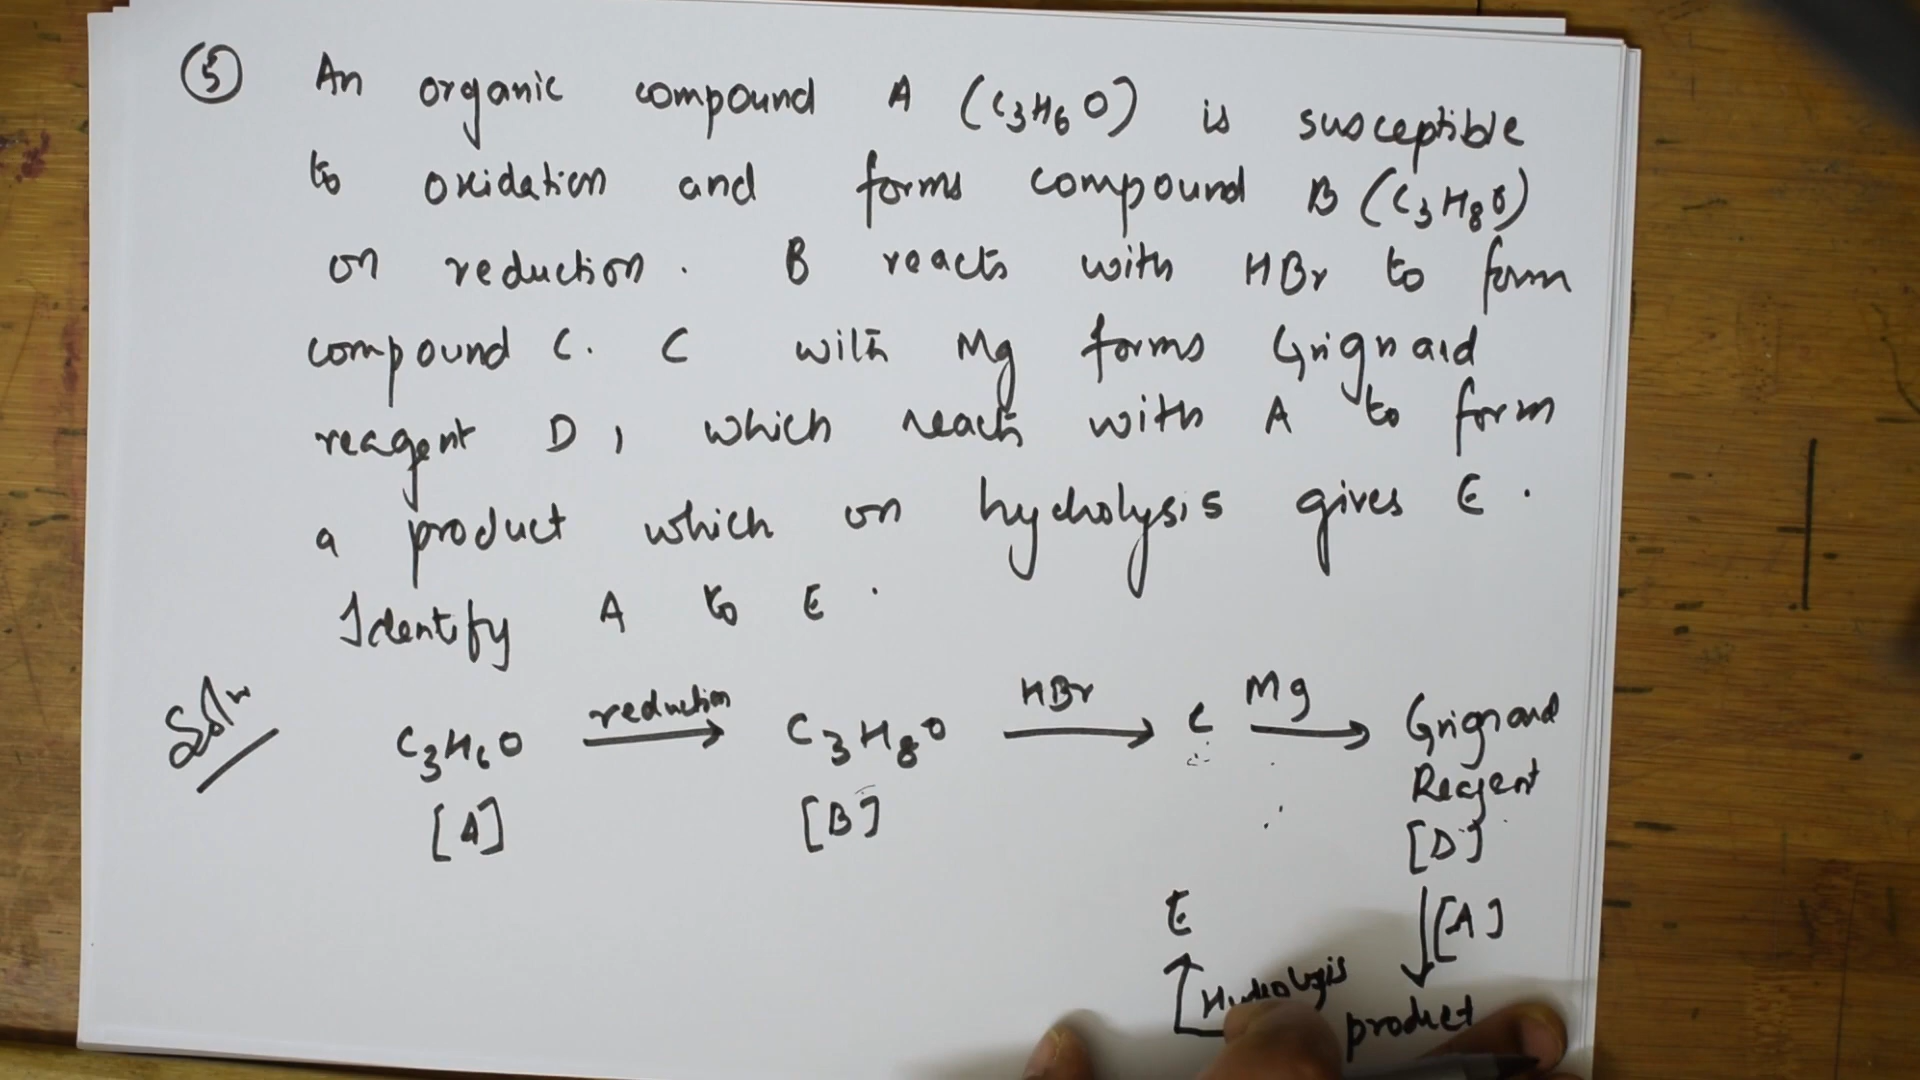 5 An organic compound A (C3H6O) is susceptible
to oxidation and forms compound B (C3H8O)
on reduction. B reacts with HBr to form
compound C. C with Mg forms Grignard
reagent D, which reacts with A to form
a product which on hydrolysis gives E.
Identify A to E.
Soln
C3H6O reduction C3H8O HBr C Mg Grignard
Reagent
[A] [B] [D]
E [A]
Hydrolysis product